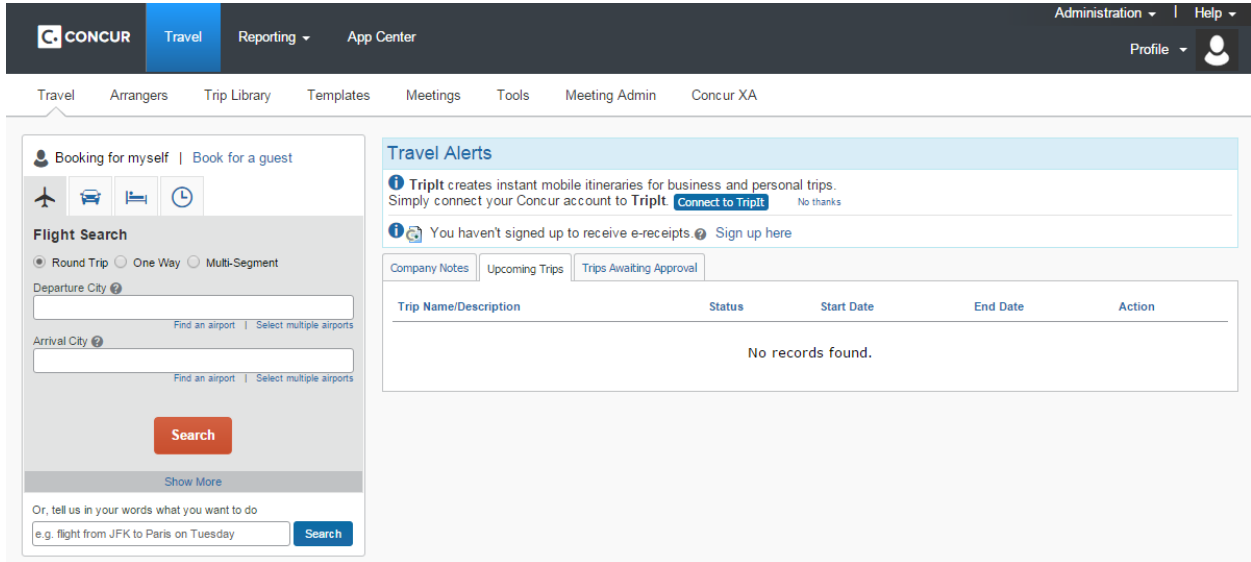 Administration | Help
C. CONCUR Travel Reporting App Center
Profile
Travel Arrangers Trip Library Templates Meetings Tools Meeting Admin Concur XA
Booking for myself | Book for a guest
Flight Search
Round Trip One Way Multi-Segment
Departure City ?
Find an airport | Select multiple airports
Arrival City ?
Find an airport | Select multiple airports
Search
Show More
Or, tell us in your words what you want to do
e.g. flight from JFK to Paris on Tuesday Search
Travel Alerts
TripIt creates instant mobile itineraries for business and personal trips.
Simply connect your Concur account to TripIt. Connect to TripIt No thanks
You haven't signed up to receive e-receipts. ? Sign up here
Company Notes Upcoming Trips Trips Awaiting Approval
Trip Name/Description Status Start Date End Date Action
No records found.